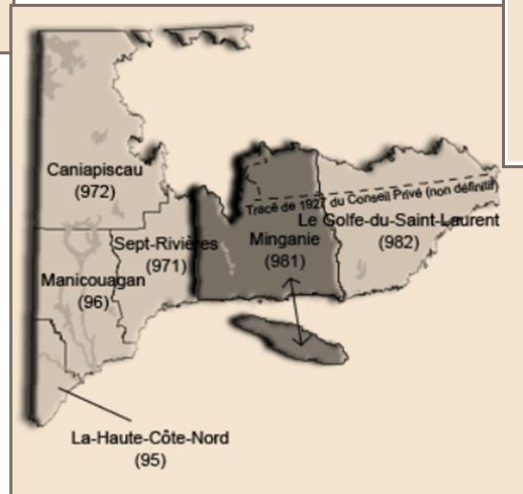 Caniapiscau
(972)
Tracé de 1927 du Conseil Privé (non définitif)
Le Golfe-du-Saint-Laurent
(982)
Sept-Rivières
(971)
Minganie
(981)
Manicouagan
(96)
La-Haute-Côte-Nord
(95)